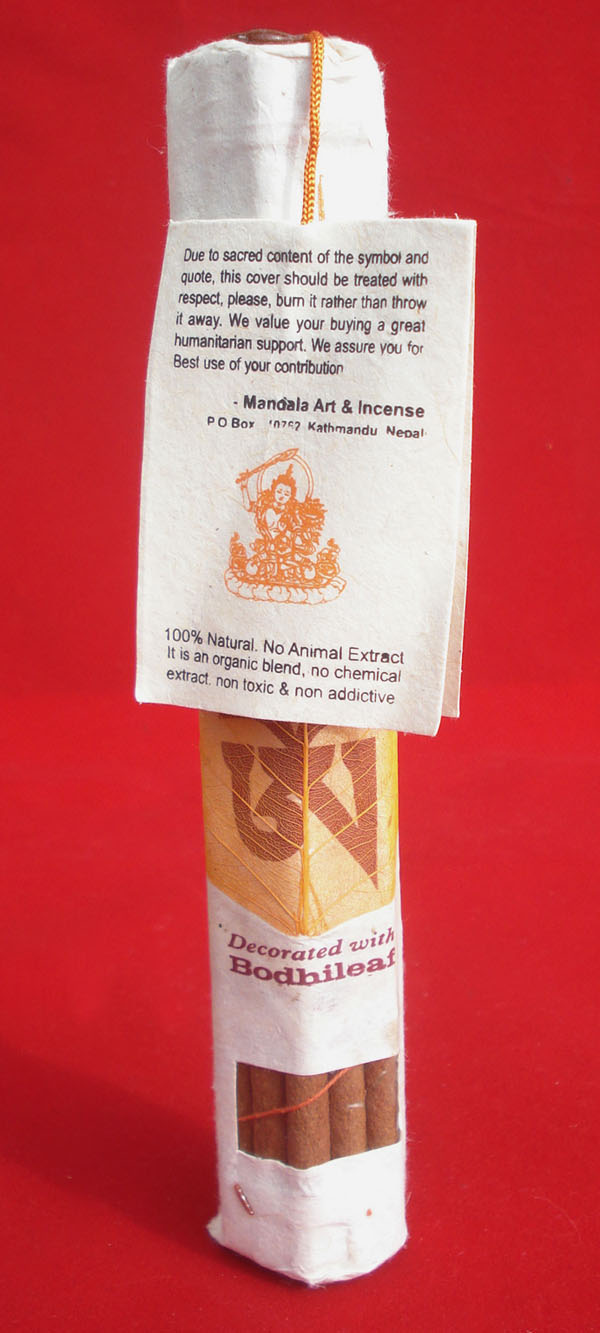 Due to sacred content of the symbol and
quote, this cover should be treated with
respect, please, burn it rather than throw
it away. We value your buying a great
humanitarian support. We assure you for
Best use of your contribution
- Mandala Art & Incense
P O Box Kathmandu Nepal
100% Natural. No Animal Extract
It is an organic blend, no chemical
extract. non toxic & non addictive
Decorated with
Bodhileaf